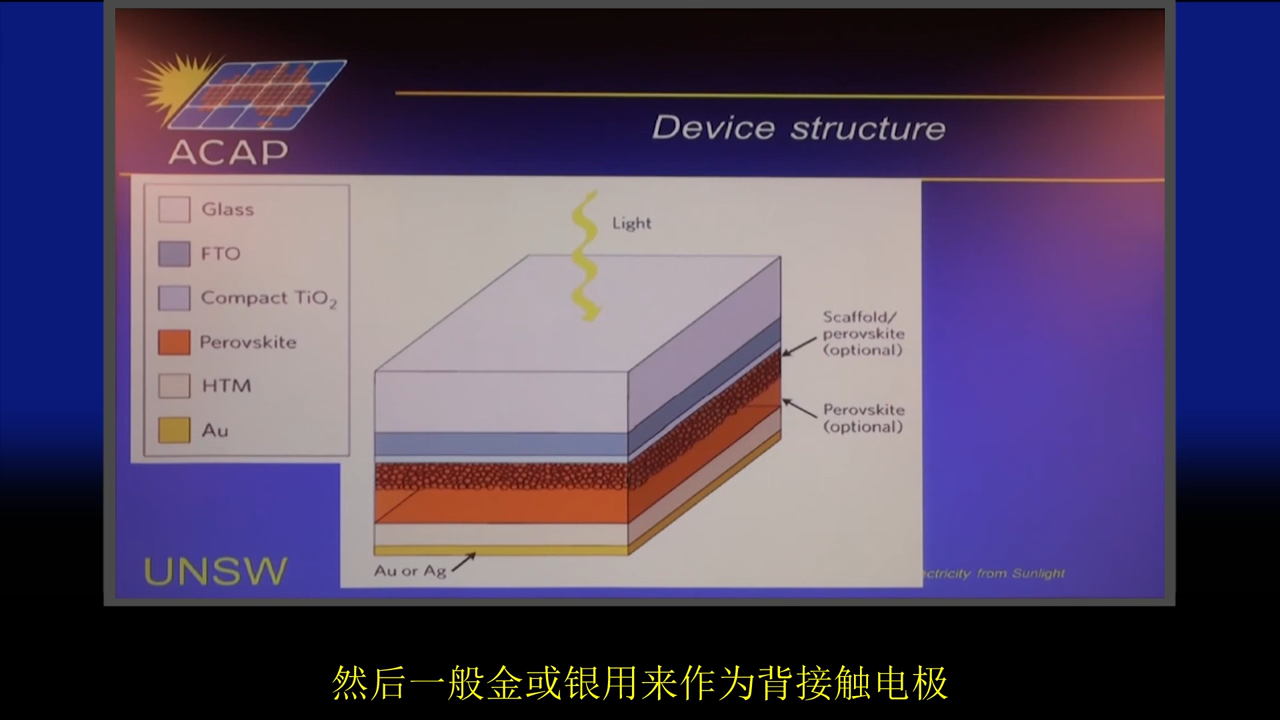 ACAP
Device structure
Glass
FTO
Compact TiO₂
Perovskite
HTM
Au
Light
Scaffold/
perovskite
(optional)
Perovskite
(optional)
Au or Ag
UNSW
from Sunlight
然后一般金或银用来作为背接触电极